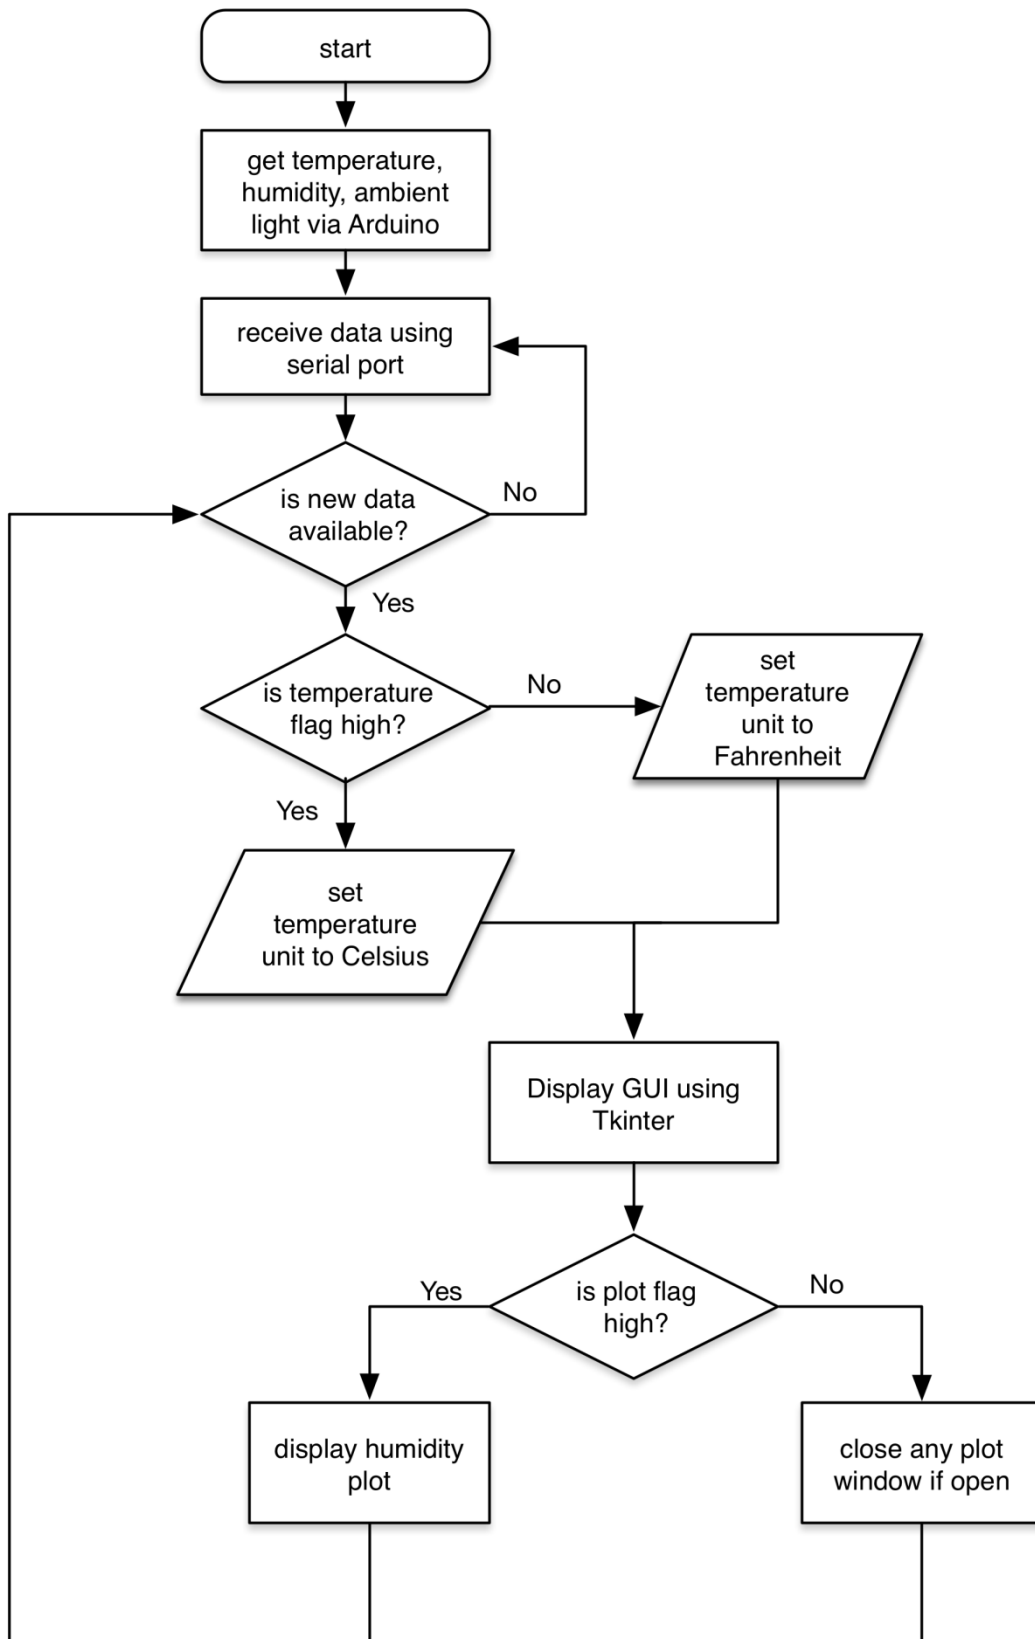 start
get temperature,
humidity, ambient
light via Arduino
receive data using
serial port
is new data
available?
No
Yes
is temperature
flag high?
No
set
temperature
unit to
Fahrenheit
Yes
set
temperature
unit to Celsius
Display GUI using
Tkinter
is plot flag
high?
Yes
No
display humidity
plot
close any plot
window if open